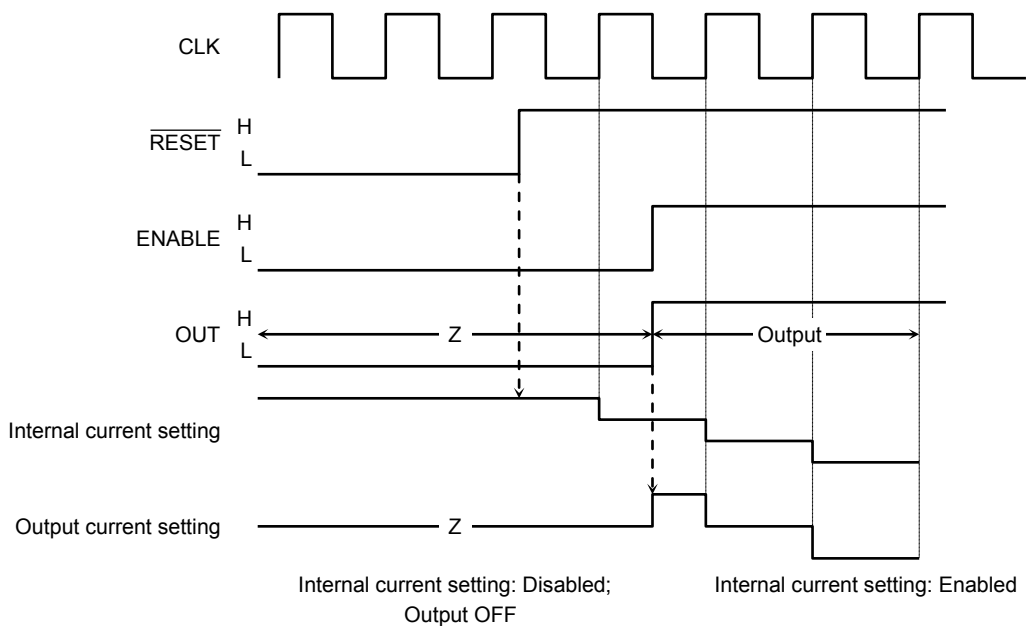 CLK
H
RESET
L
H
ENABLE
L
H
OUT
Z
Output
L
Internal current setting
Output current setting
Z
Internal current setting: Disabled;
Output OFF
Internal current setting: Enabled